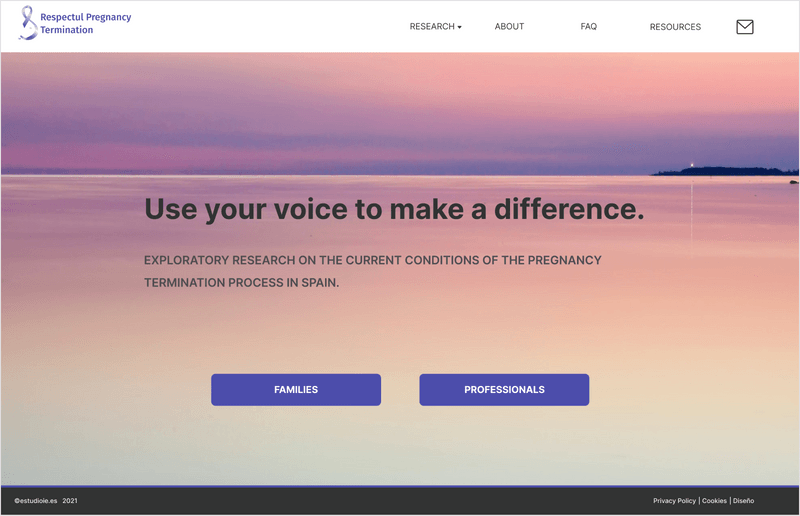 Respectul Pregnancy
Termination
RESEARCH ABOUT FAQ RESOURCES
Use your voice to make a difference.
EXPLORATORY RESEARCH ON THE CURRENT CONDITIONS OF THE PREGNANCY
TERMINATION PROCESS IN SPAIN.
FAMILIES PROFESSIONALS
©estudioie.es 2021 Privacy Policy | Cookies | Diseño